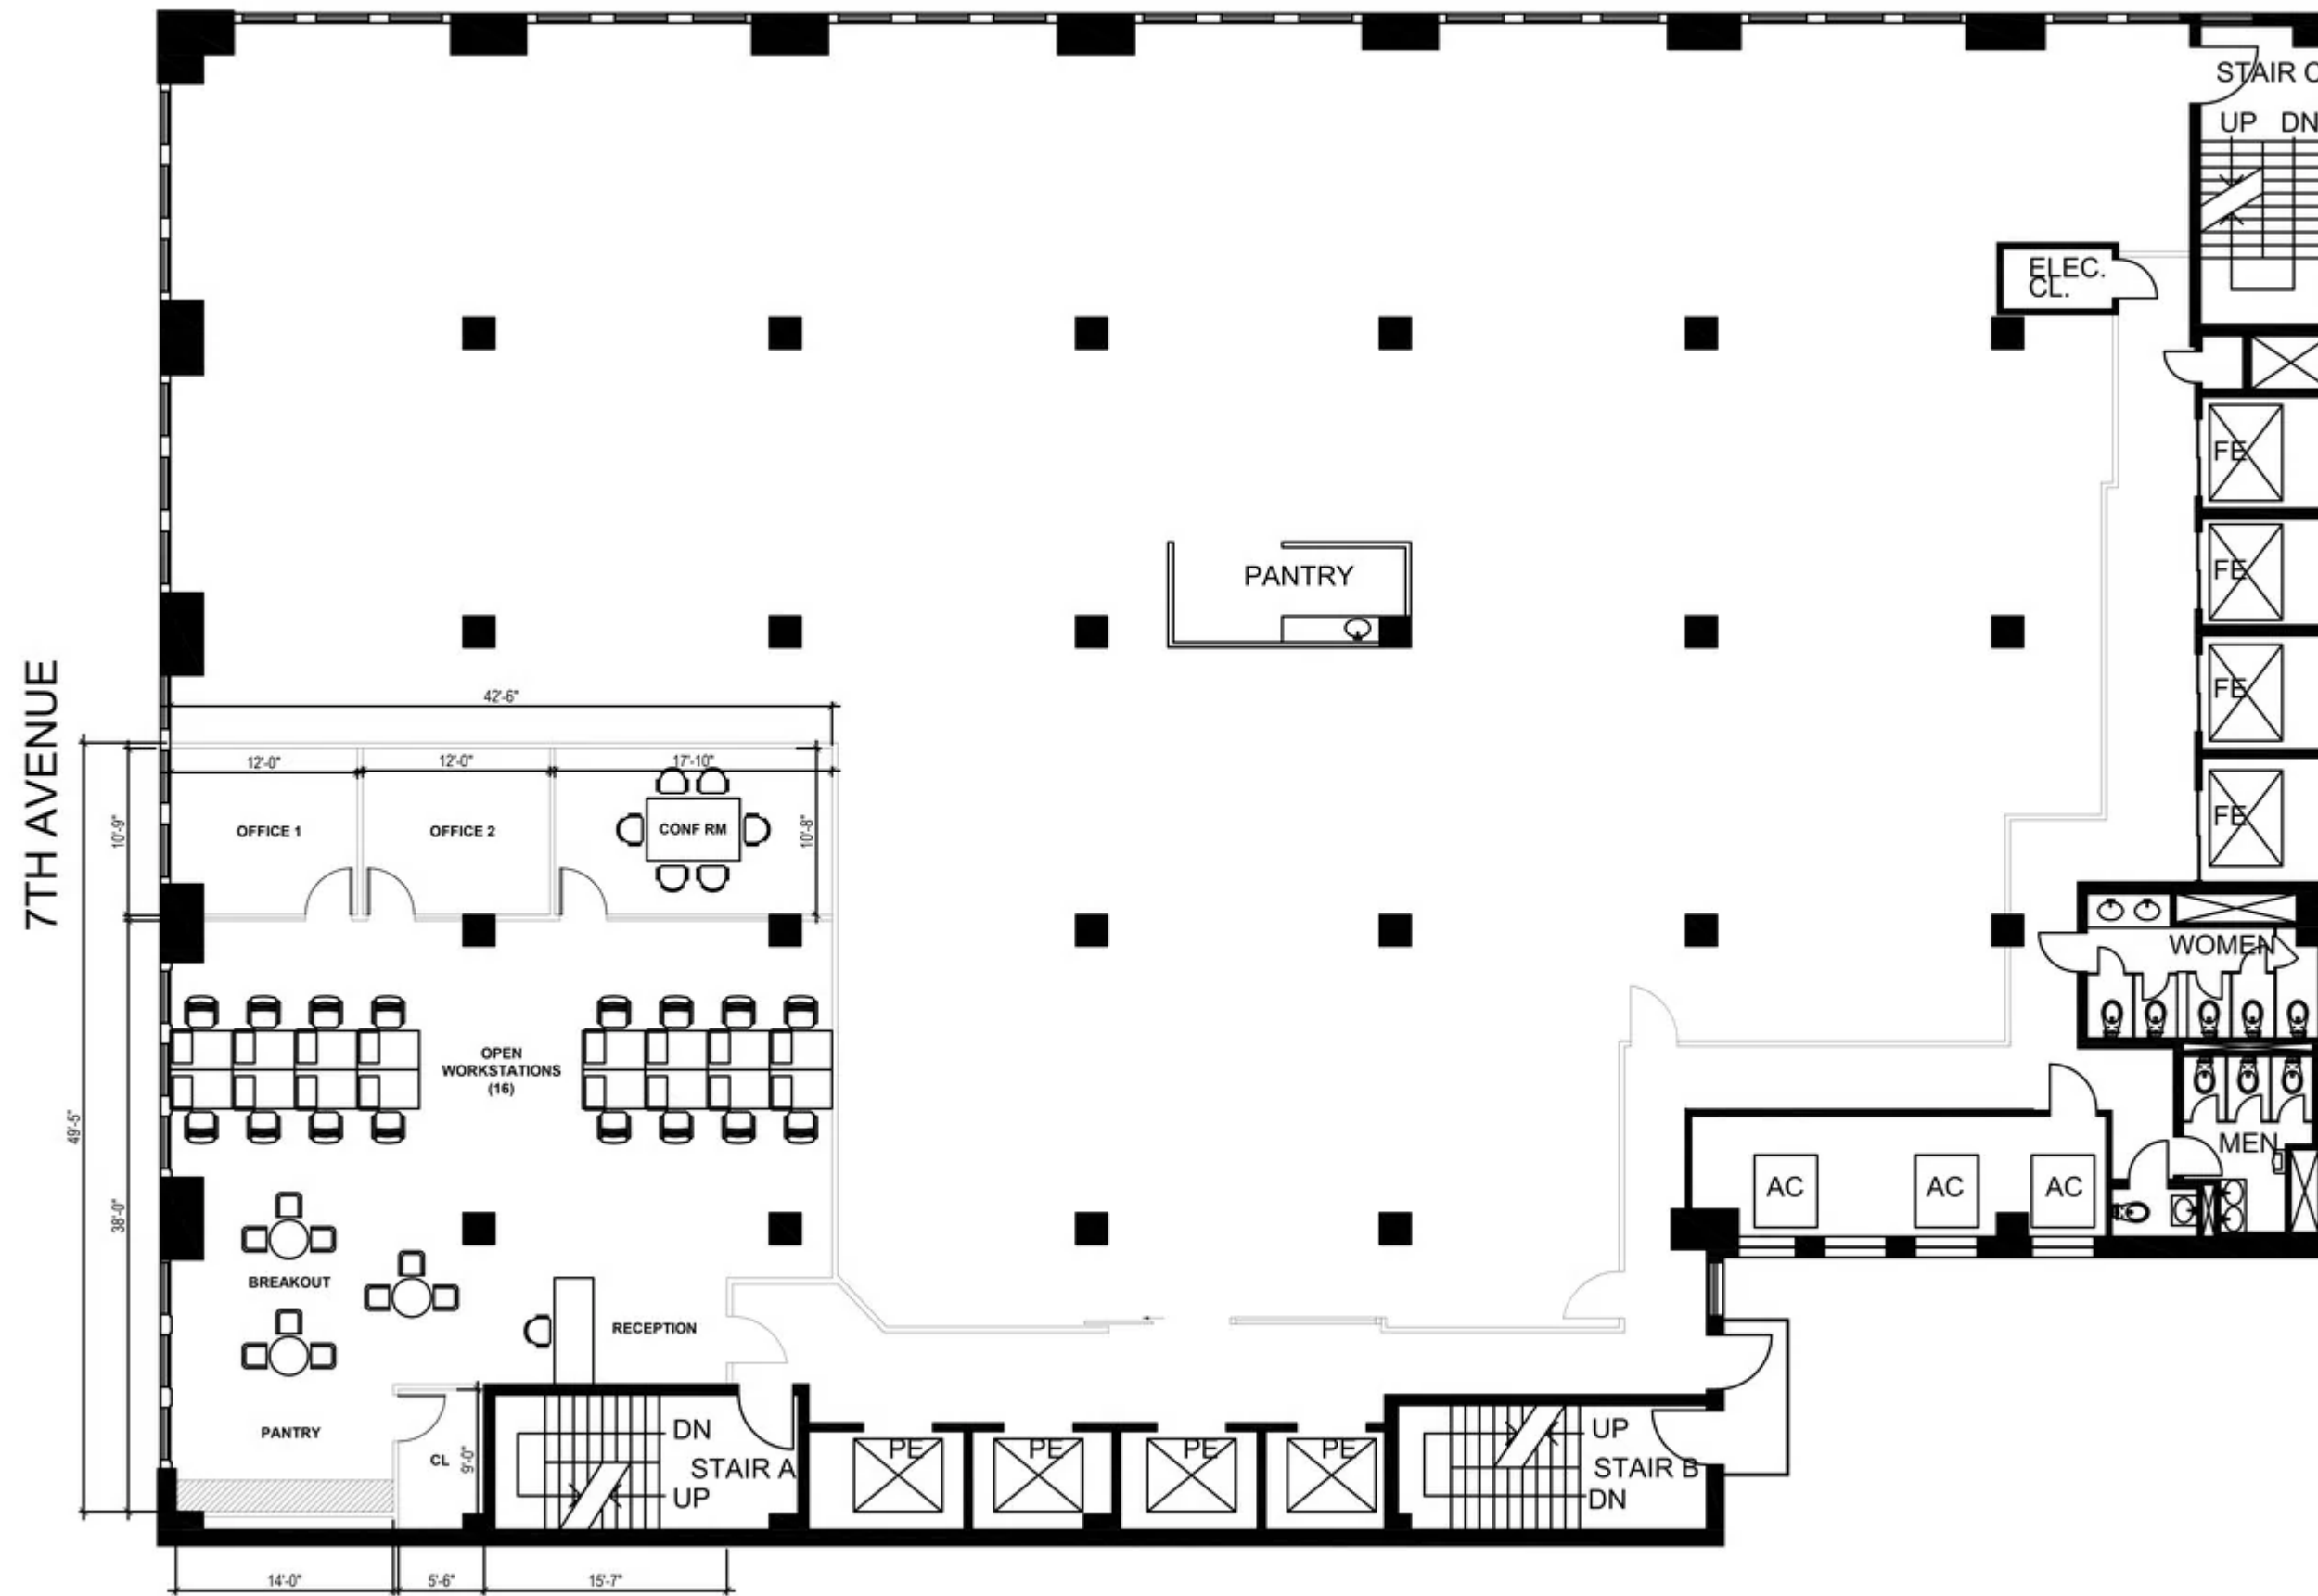 STAIR C
UP DN
ELEC.
CL.
FE
FE
PANTRY
7TH AVENUE
42'-6"
FE
12'-0"
12'-0"
17'-10"
10'-9"
OFFICE 1
OFFICE 2
CONF RM
10'-8"
FE
WOMEN
OPEN
WORKSTATIONS
(16)
49'-5"
38'-0"
MEN
AC
AC
AC
BREAKOUT
RECEPTION
PANTRY
CL
9'-0"
DN
STAIR A
UP
PE
PE
PE
PE
UP
STAIR B
DN
14'-0"
5'-6"
15'-7"